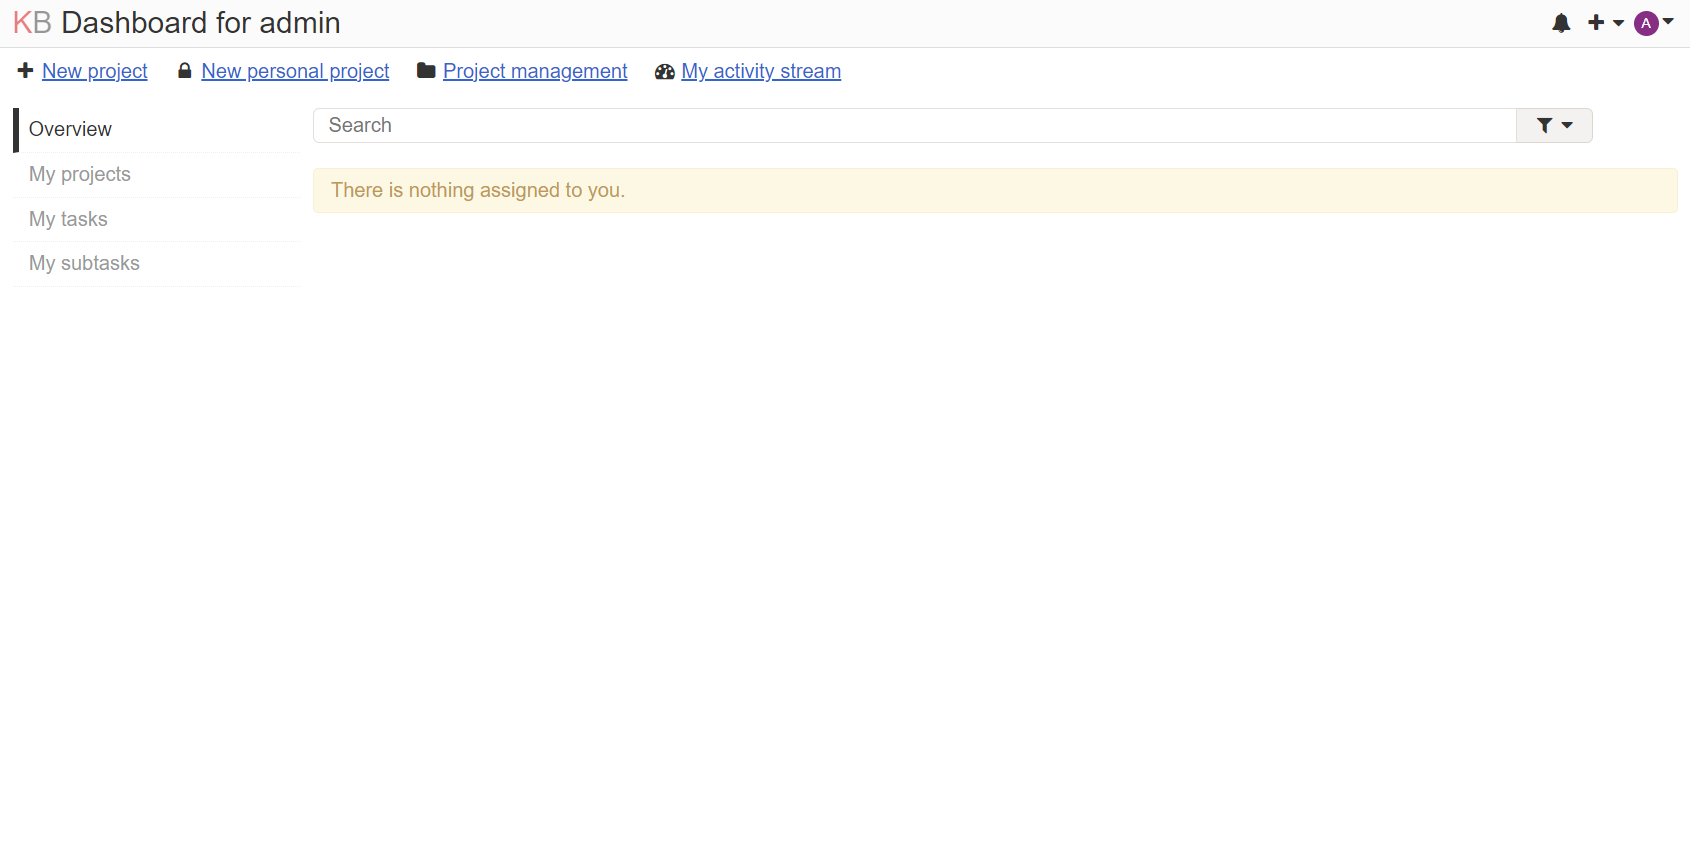 KB Dashboard for admin
A
New project New personal project Project management My activity stream
Overview
My projects
My tasks
My subtasks
Search
There is nothing assigned to you.